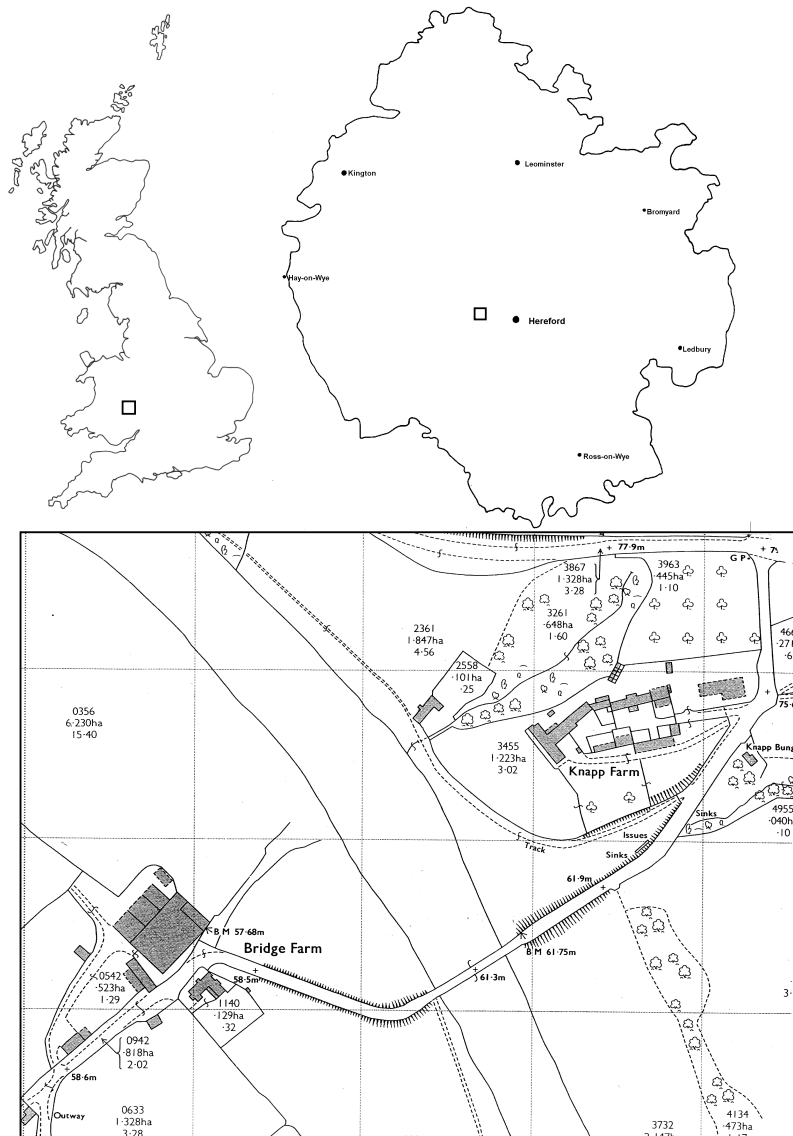 Kington
Leominster
Bromyard
Hay-on-Wye
Hereford
Ledbury
Ross-on-Wye
77·9m
G P
3867
1·328ha
3·28
3963
·445ha
1·10
3261
·648ha
1·60
2361
1·847ha
4·56
2558
·101ha
·25
0356
6·230ha
15·40
3455
1·223ha
3·02
Knapp Farm
Knapp Bung
4955
·040h
·10
Sinks
Issues
Sinks
Track
61·9m
B M 57·68m
Bridge Farm
B M 61·75m
58·5m
61·3m
0542
·523ha
1·29
1140
·129ha
·32
0942
·818ha
2·02
58·6m
Outway
0633
1·328ha
3·28
3732
4134
·473ha